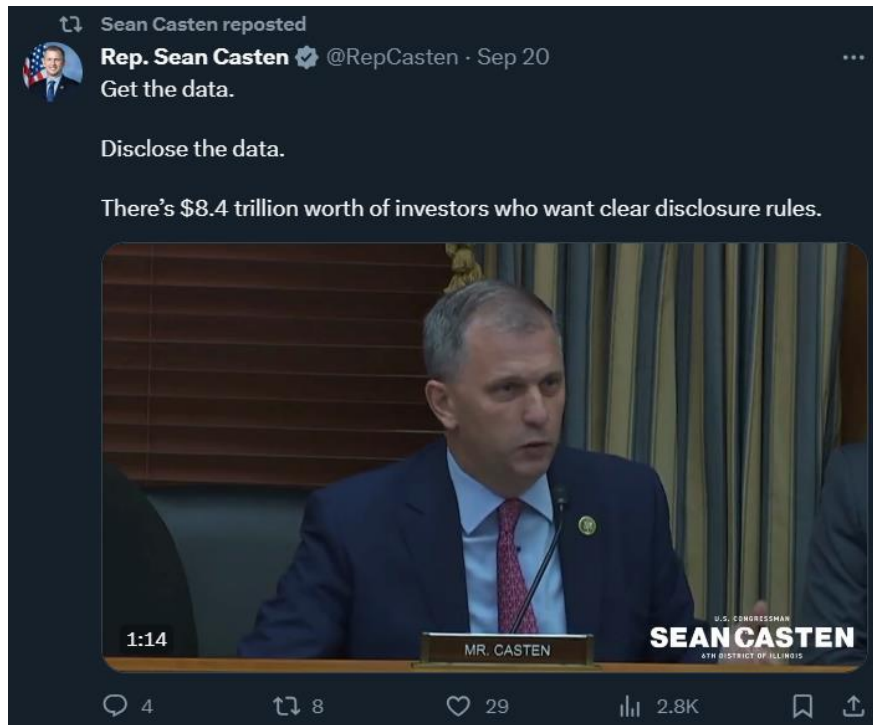 Sean Casten reposted
Rep. Sean Casten @RepCasten · Sep 20
Get the data.
Disclose the data.
There’s $8.4 trillion worth of investors who want clear disclosure rules.
1:14
MR. CASTEN
U.S. CONGRESSMAN
SEAN CASTEN
6TH DISTRICT OF ILLINOIS
4 8 29 2.8K